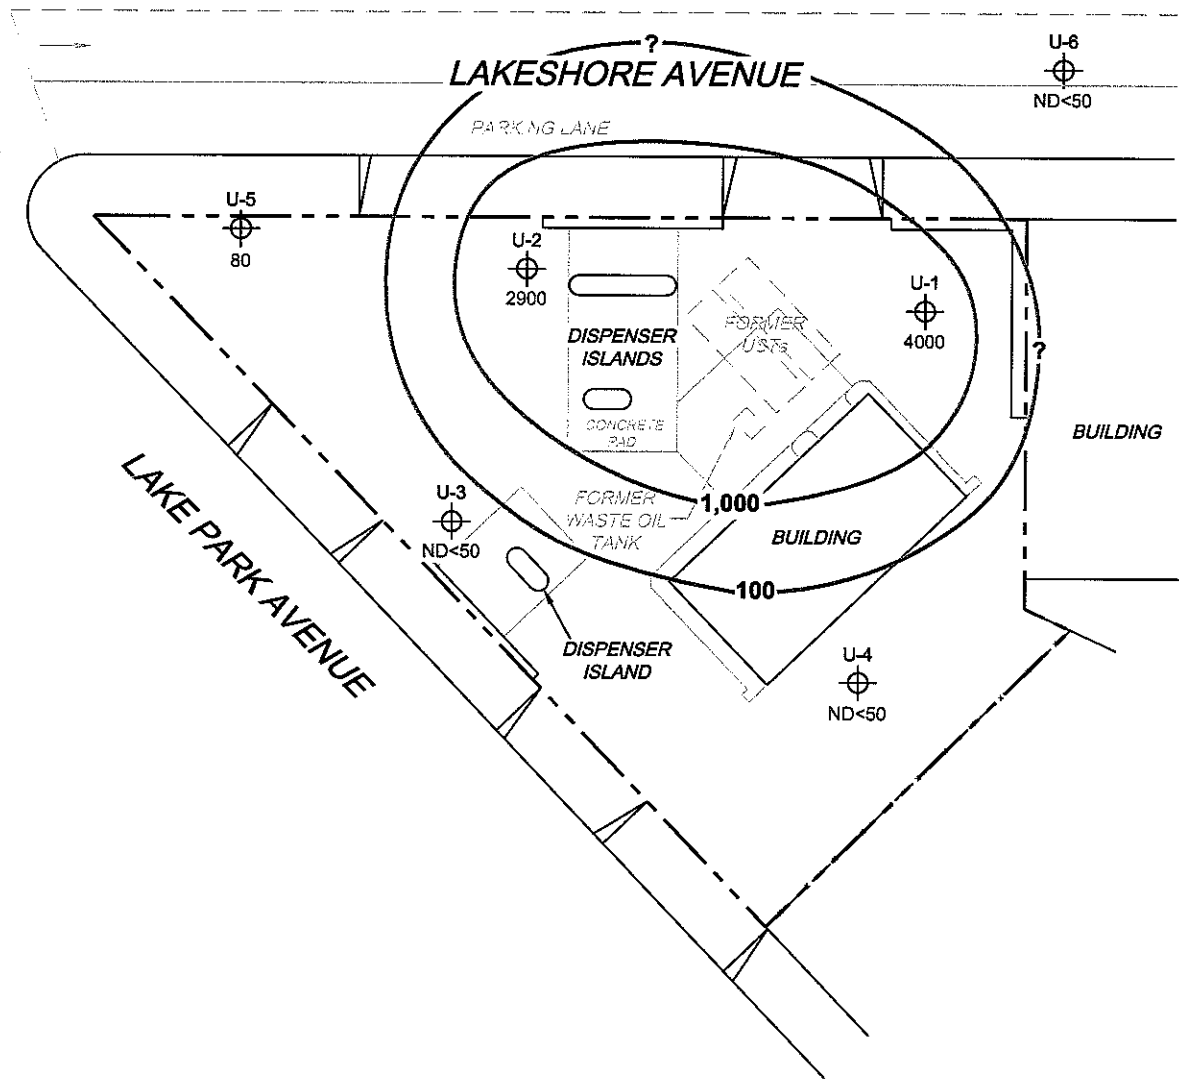 ?
LAKESHORE AVENUE
U-6
ND<50
PARKING LANE
U-5
80
U-2
2900
U-1
4000
FORMER
USTs
DISPENSER
ISLANDS
?
CONCRETE
PAD
BUILDING
LAKE PARK AVENUE
U-3
ND<50
FORMER
WASTE OIL
TANK
1,000
BUILDING
100
DISPENSER
ISLAND
U-4
ND<50